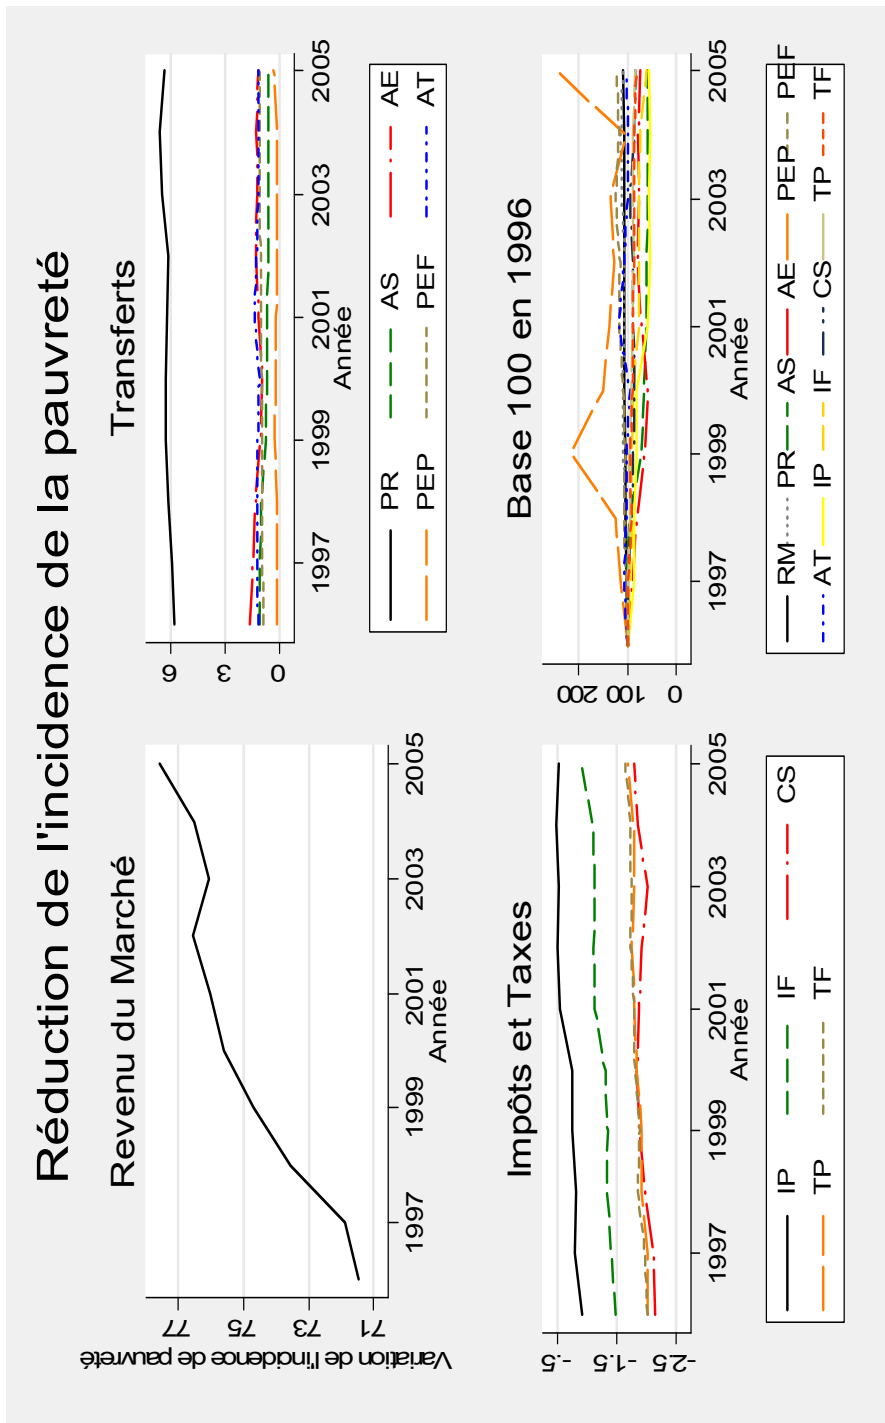 Réduction de l'incidence de la pauvreté
Revenu du Marché
Variation de l'incidence de pauvreté
77
75
73
71
1997
1999
2001
2003
2005
Année
Transferts
6
3
0
1997
1999
2001
2003
2005
Année
PR
AS
AE
PEP
PEF
AT
Impôts et Taxes
-.5
-1.5
-2.5
1997
1999
2001
2003
2005
Année
IP
IF
CS
TP
TF
Base 100 en 1996
200
100
0
1997
1999
2001
2003
2005
Année
RM
PR
AS
AE
PEP
PEF
AT
IP
IF
CS
TP
TF